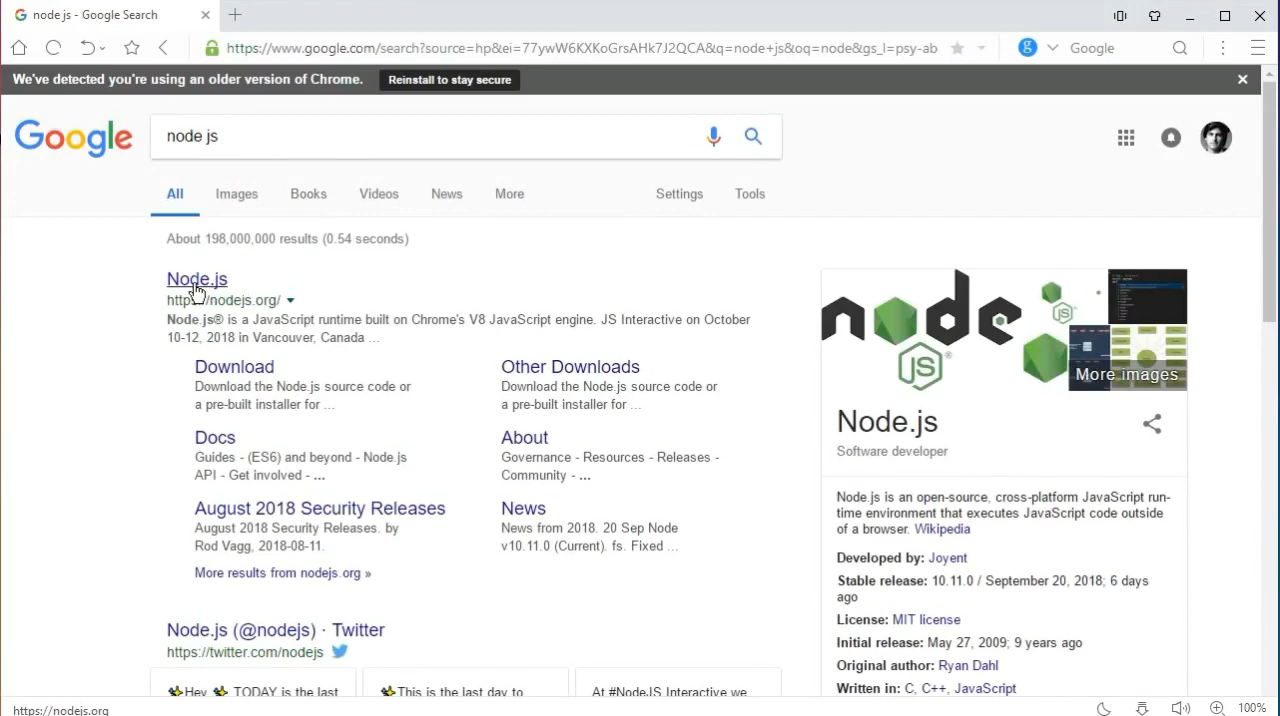 node js - Google Search
https://www.google.com/search?source=hp&ei=77ywW6KXKoGrsAHk7J2QCA&q=node+js&oq=node&gs_l=psy-ab
Google
We've detected you're using an older version of Chrome.
Reinstall to stay secure
Google
node js
All
Images
Books
Videos
News
More
Settings
Tools
About 198,000,000 results (0.54 seconds)
Node.js
https://nodejs.org/
Node.js® is a JavaScript runtime built on Chrome's V8 JavaScript engine. JS Interactive on October
10-12, 2018 in Vancouver, Canada ...
Download
Download the Node.js source code or
a pre-built installer for ...
Other Downloads
Download the Node.js source code or
a pre-built installer for ...
Docs
Guides - (ES6) and beyond - Node.js
API - Get involved - ...
About
Governance - Resources - Releases -
Community - ...
August 2018 Security Releases
August 2018 Security Releases. by
Rod Vagg, 2018-08-11.
News
News from 2018. 20 Sep Node
v10.11.0 (Current). fs. Fixed ...
More results from nodejs.org »
Node.js (@nodejs) · Twitter
https://twitter.com/nodejs
Hey TODAY is the last
This is the last day to
At #NodeJS Interactive we
node
JS
More images
Node.js
Software developer
Node.js is an open-source, cross-platform JavaScript run-
time environment that executes JavaScript code outside
of a browser. Wikipedia
Developed by: Joyent
Stable release: 10.11.0 / September 20, 2018; 6 days
ago
License: MIT license
Initial release: May 27, 2009; 9 years ago
Original author: Ryan Dahl
Written in: C, C++, JavaScript
https://nodejs.org
100%